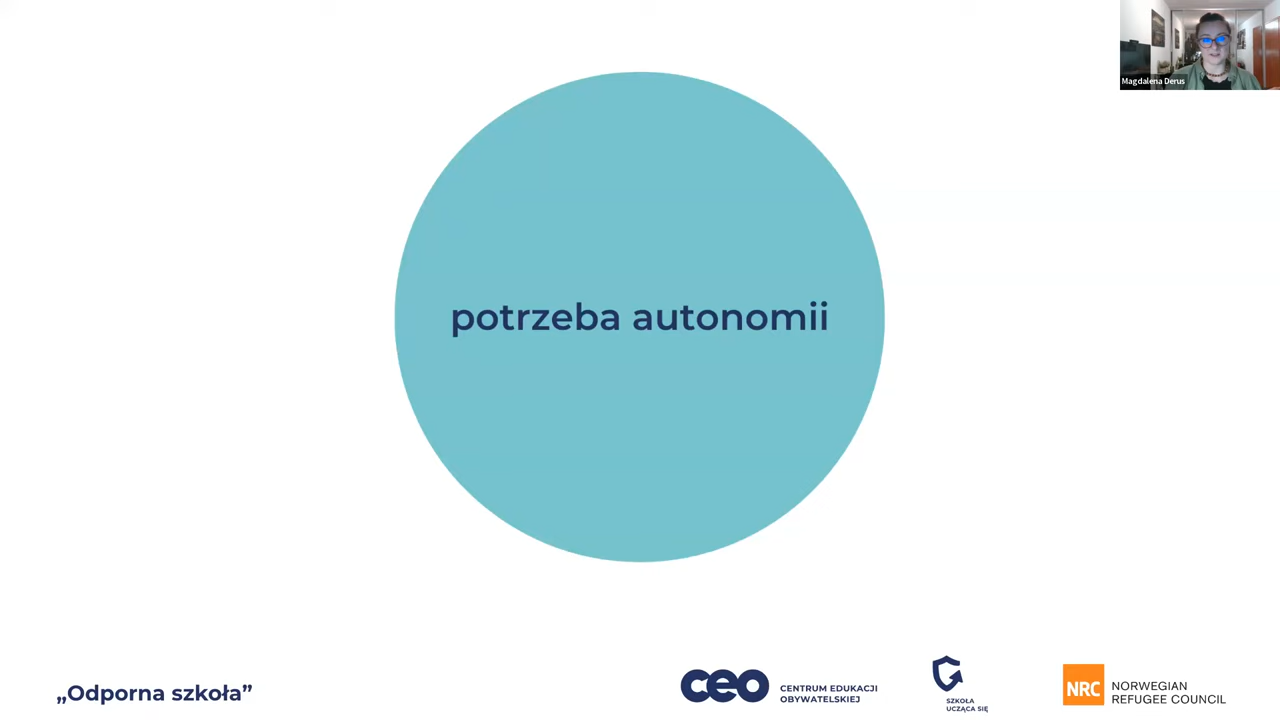 Magdalena Derus
potrzeba autonomii
„Odporna szkoła”
ceo
CENTRUM EDUKACJI
OBYWATELSKIEJ
SZKOŁA
UCZĄCA SIĘ
NRC
NORWEGIAN
REFUGEE COUNCIL